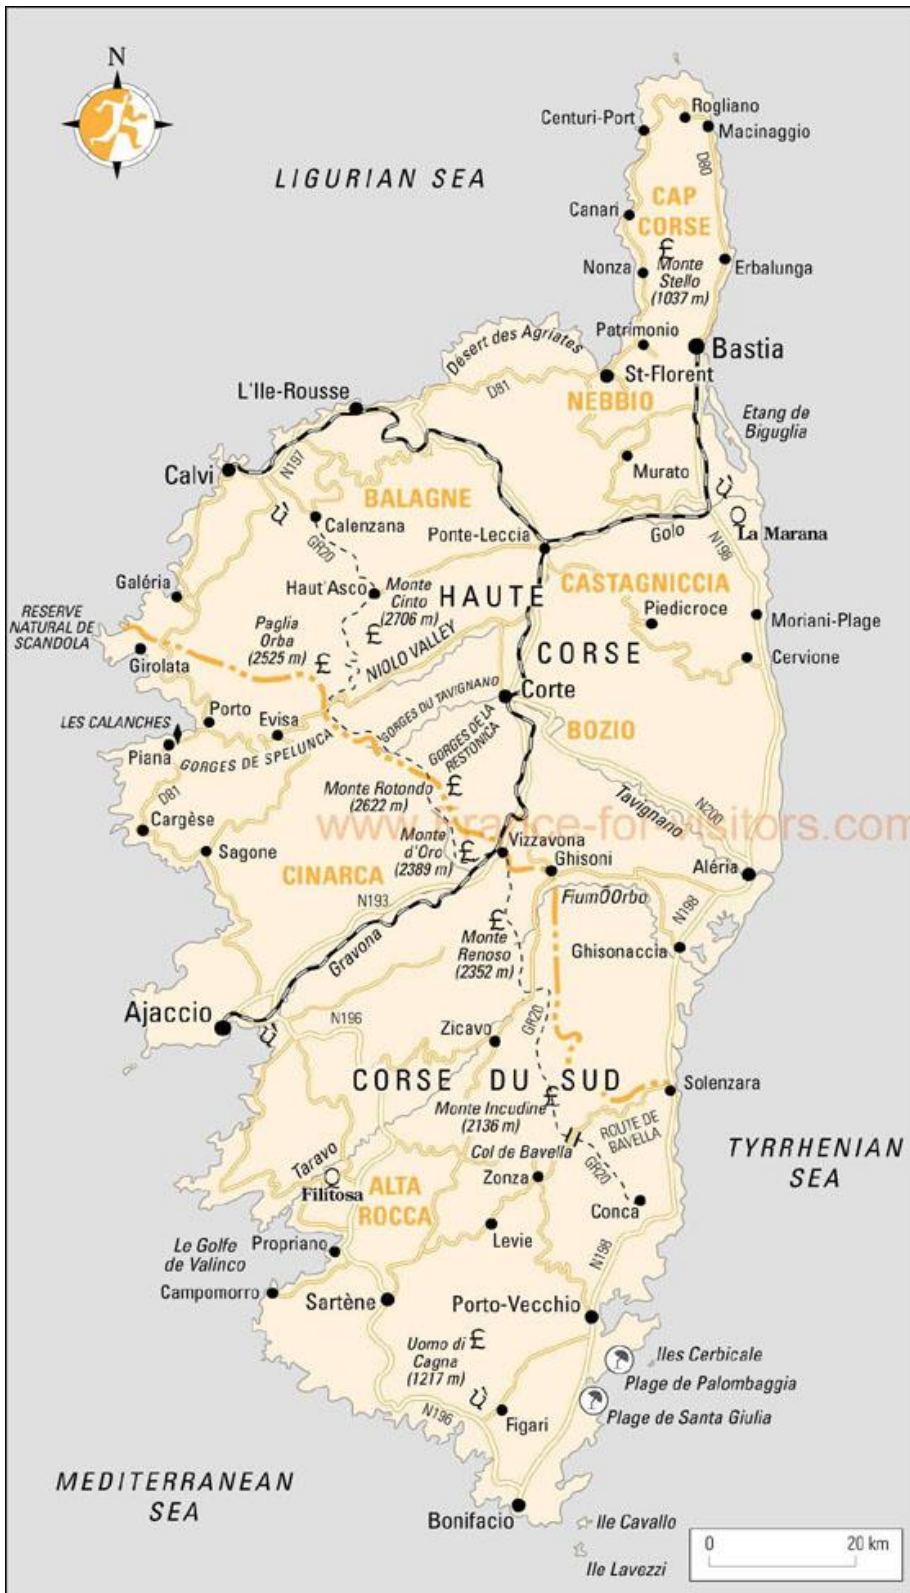 N
LIGURIAN SEA
Centuri-Port
Rogliano
Macinaggio
D80
CAP
CORSE
Canari
£
Nonza
Monte
Stello
(1037 m)
Erbalunga
Patrimonio
Bastia
Désert des Agriates
St-Florent
D81
NEBBIO
L'Ile-Rousse
Etang de
Biguglia
N197
Calvi
Murato
Ù
BALAGNE
Ù
Calenzana
Ponte-Leccia
Golo
La Marana
N198
GR20
Galéria
Haut'Asco
Monte
Cinto
(2706 m)
£
HAUTE
CORSE
CASTAGNICCIA
Piedicroce
Moriani-Plage
RESERVE
NATURAL DE
SCANDOLA
Paglia
Orba
(2525 m)
£
NIOLO VALLEY
Girolata
Cervione
Corte
GORGES DU TAVIGNANO
Porto
Evisa
LES CALANCHES
GORGES DE LA
RESTONICA
BOZIO
Piana
GORGES DE SPELUNCA
Monte Rotondo
(2622 m)
£
D81
Tavignano
N200
www.france-for-visitors.com
Cargèse
Monte
d'Oro
(2389 m)
£
Vizzavona
Sagone
Ghisoni
Aléria
CINARCA
N193
FiumÓOrbo
N198
Gravona
£
Monte
Renoso
(2352 m)
Ghisonaccia
Ajaccio
Ù
N196
Zicavo
GR20
CORSE DU SUD
Solenzara
£
Monte Incudine
(2136 m)
ROUTE DE
BAVELLA
TYRRHENIAN
SEA
Col de Bavella
Taravo
Filitosa
ALTA
ROCCA
Zonza
GR20
Conca
Levie
N198
Le Golfe
de Valinco
Propriano
Campomorro
Sartène
Porto-Vecchio
Uomo di
Cagna
(1217 m)
£
Iles Cerbicale
Plage de Palombaggia
Ù
Plage de Santa Giulia
N196
Figari
MEDITERRANEAN
SEA
Bonifacio
Ile Cavallo
Ile Lavezzi
0 20 km